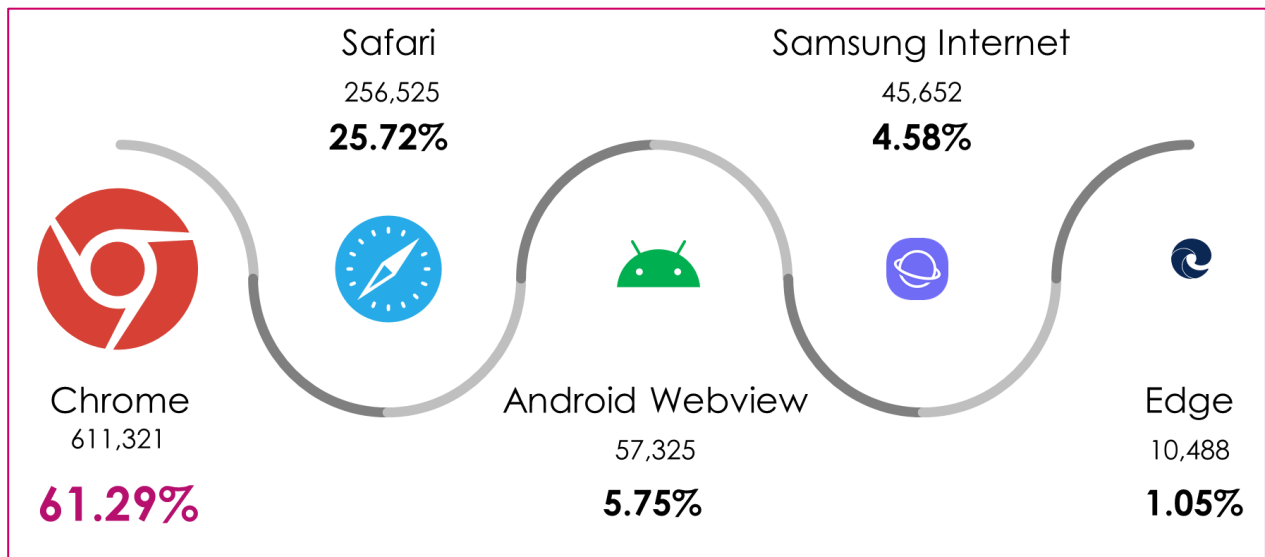 Safari
256,525
25.72%
Samsung Internet
45,652
4.58%
Chrome
611,321
61.29%
Android Webview
57,325
5.75%
Edge
10,488
1.05%